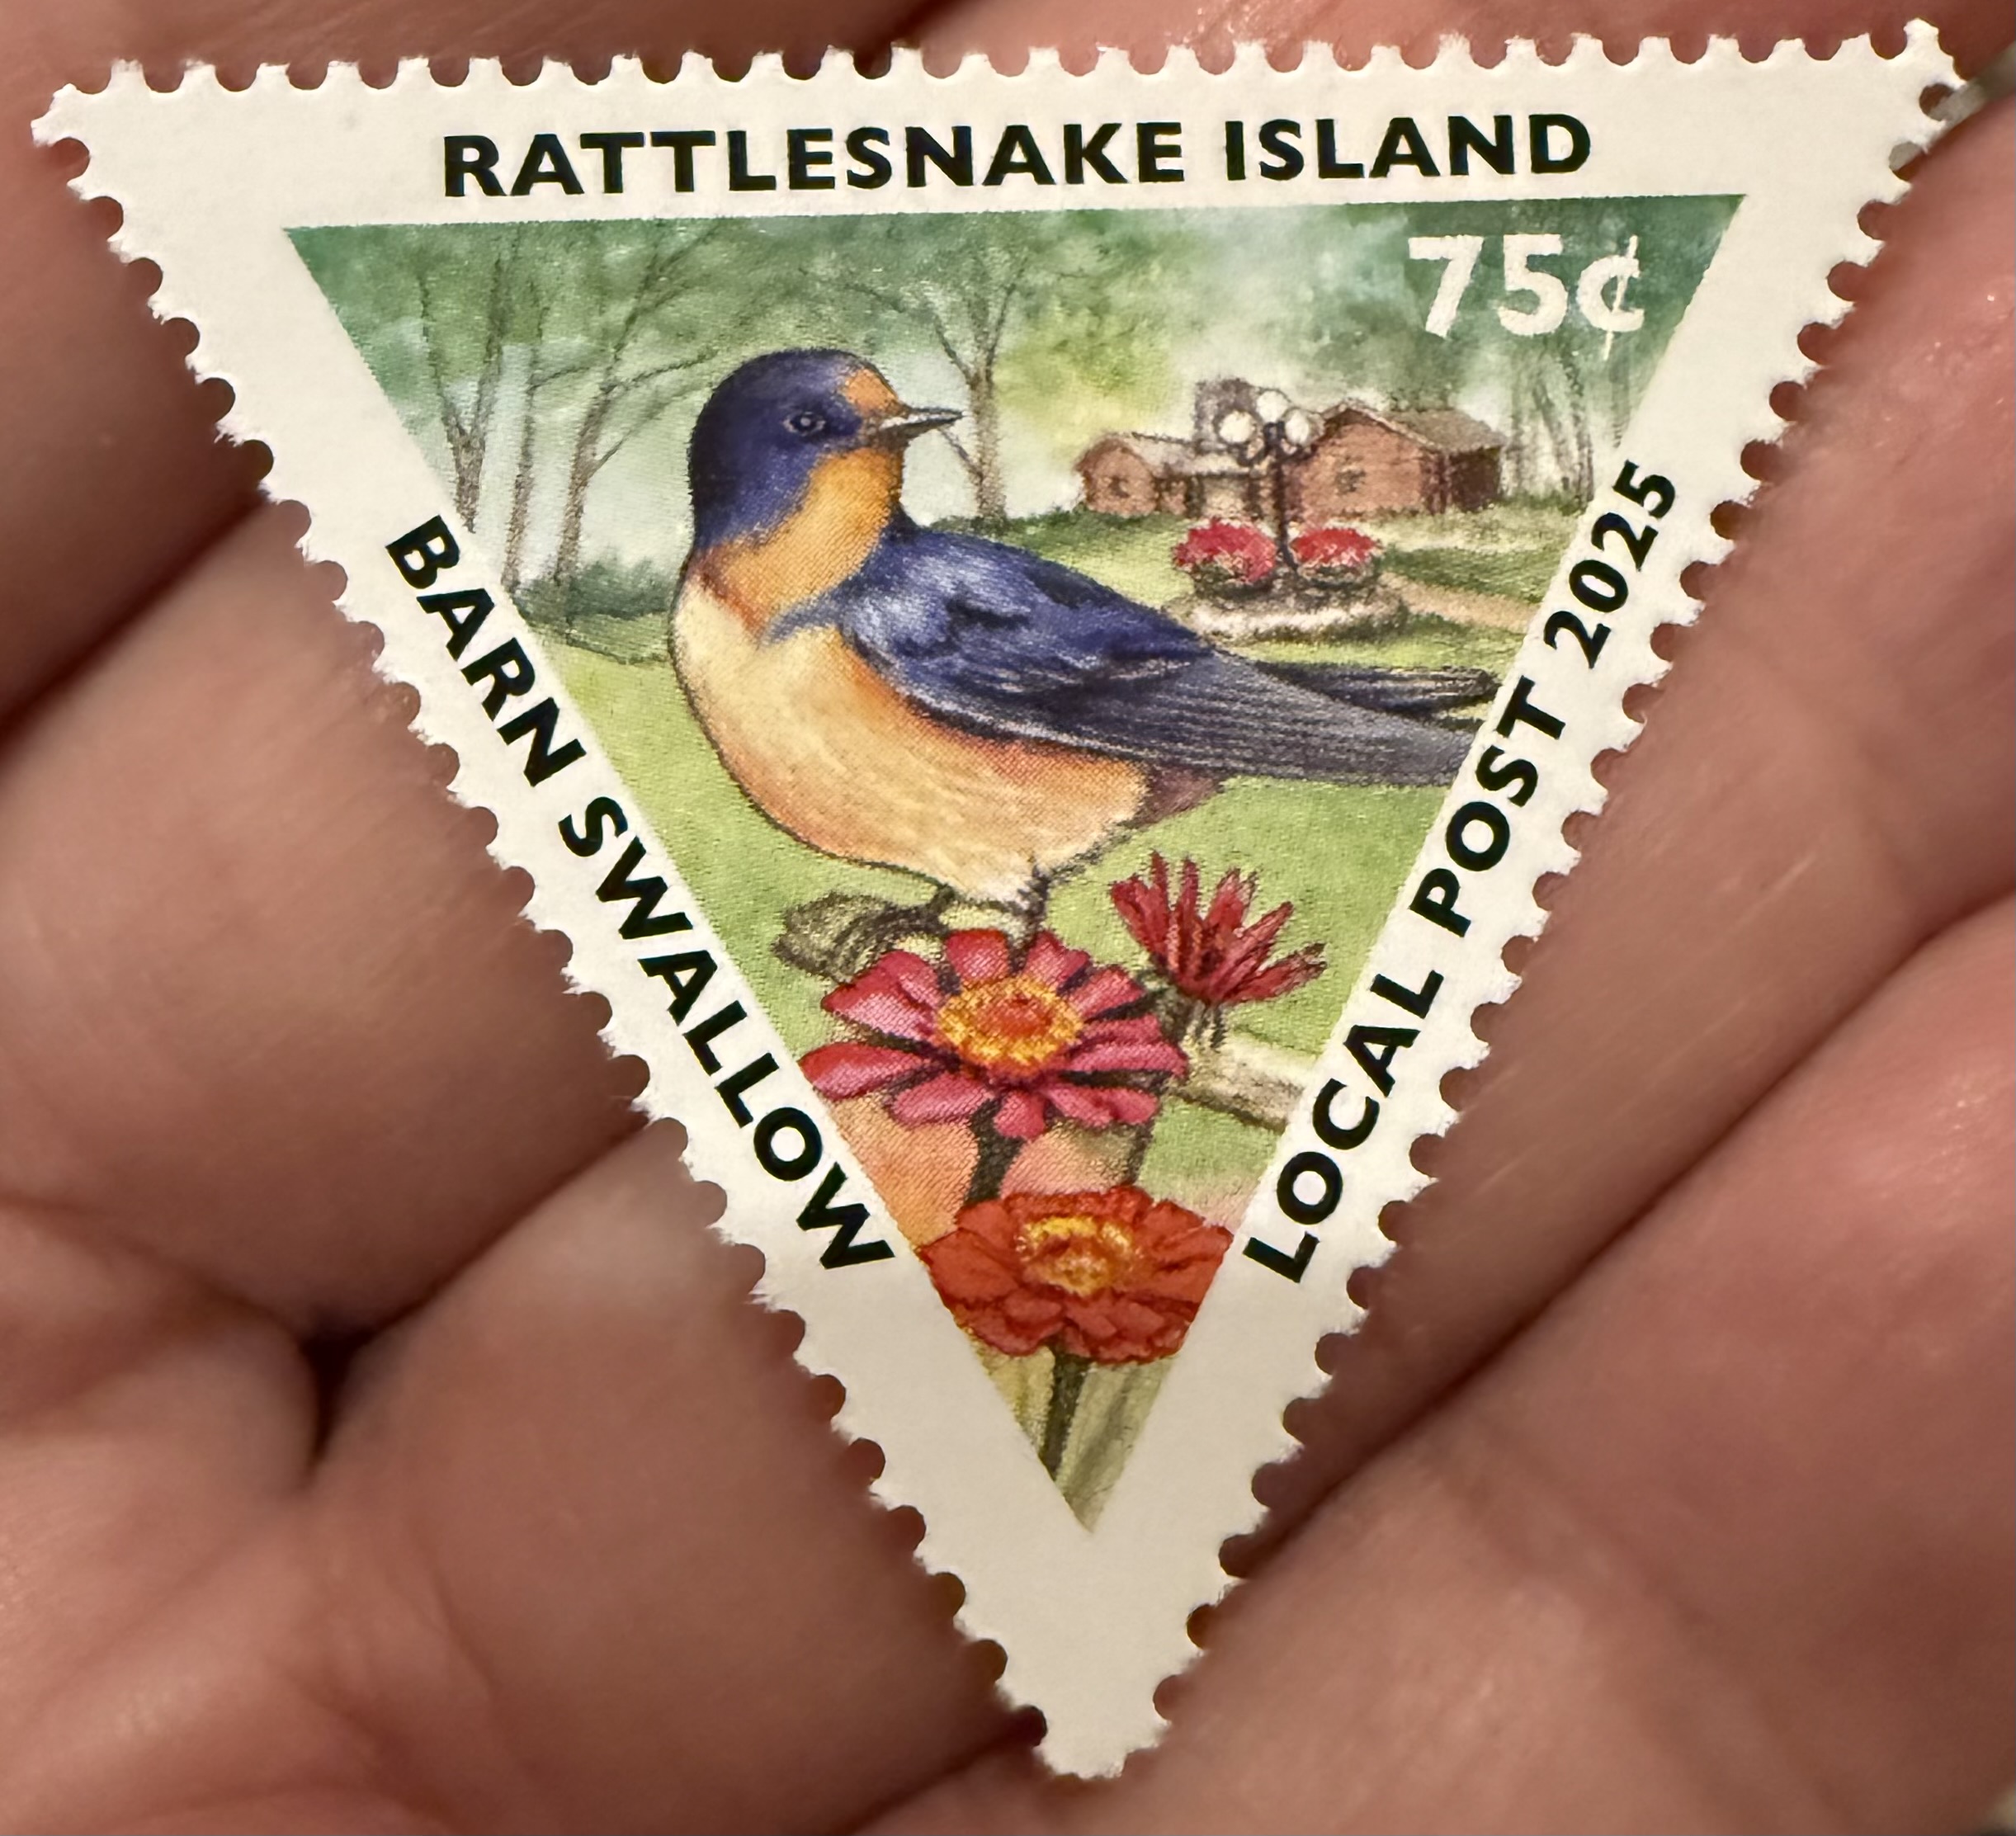 RATTLESNAKE ISLAND
75¢
BARN SWALLOW
LOCAL POST 2025